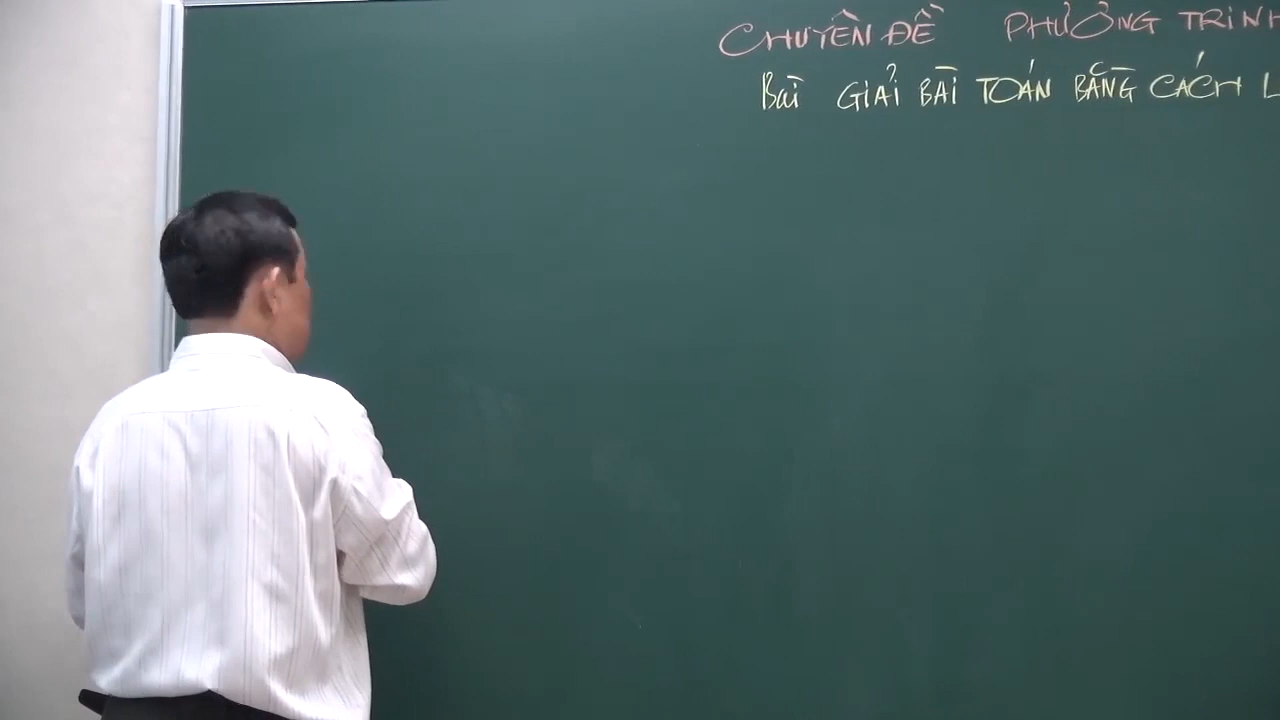 CHUYÊN ĐỀ PHƯƠNG TRÌNH
Bài GIẢI BÀI TOÁN BẰNG CÁCH L